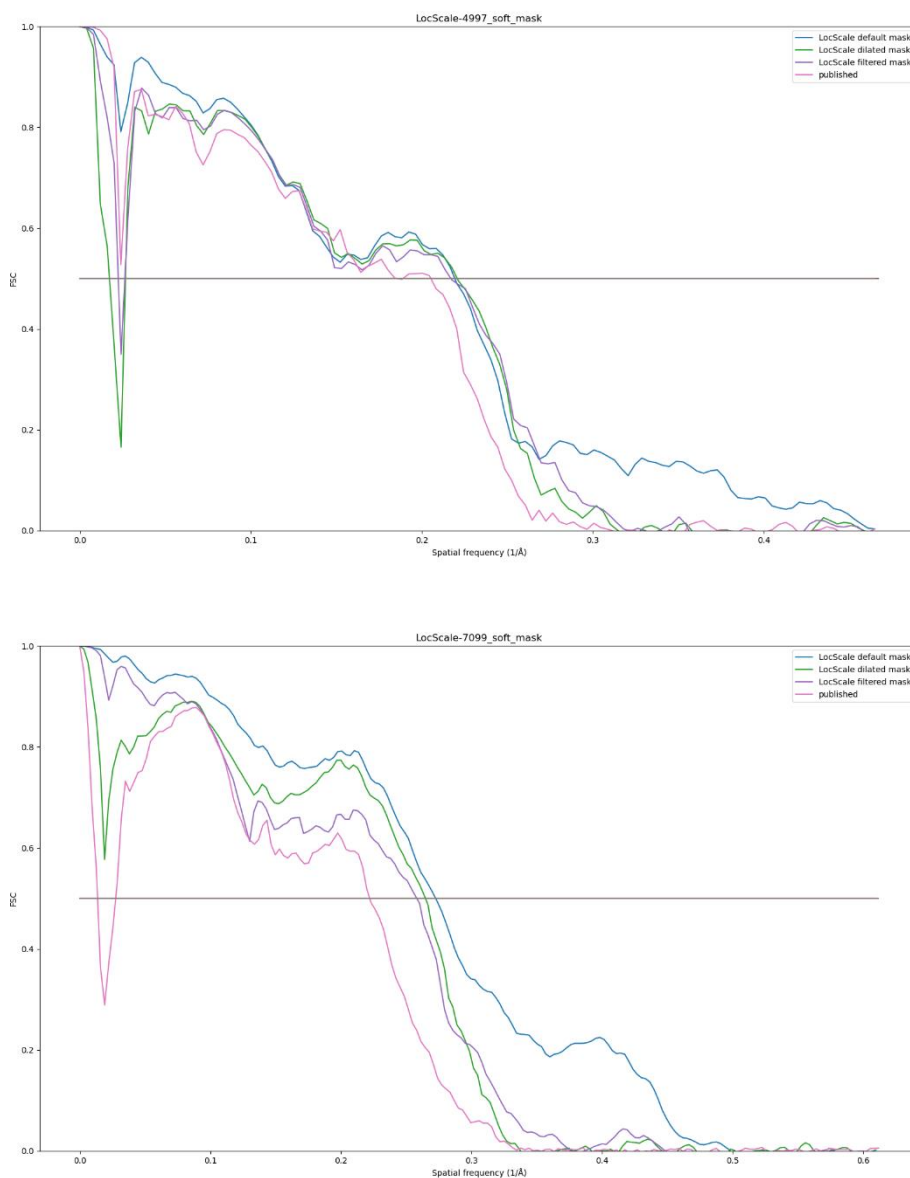 LocScale-4997_soft_mask
LocScale default mask
LocScale dilated mask
LocScale filtered mask
published
1.0
0.8
0.6
FSC
0.4
0.2
0.0
0.0 0.1 0.2 0.3 0.4
Spatial frequency (1/Å)
LocScale-7099_soft_mask
LocScale default mask
LocScale dilated mask
LocScale filtered mask
published
1.0
0.8
0.6
FSC
0.4
0.2
0.0
0.0 0.1 0.2 0.3 0.4 0.5 0.6
Spatial frequency (1/Å)